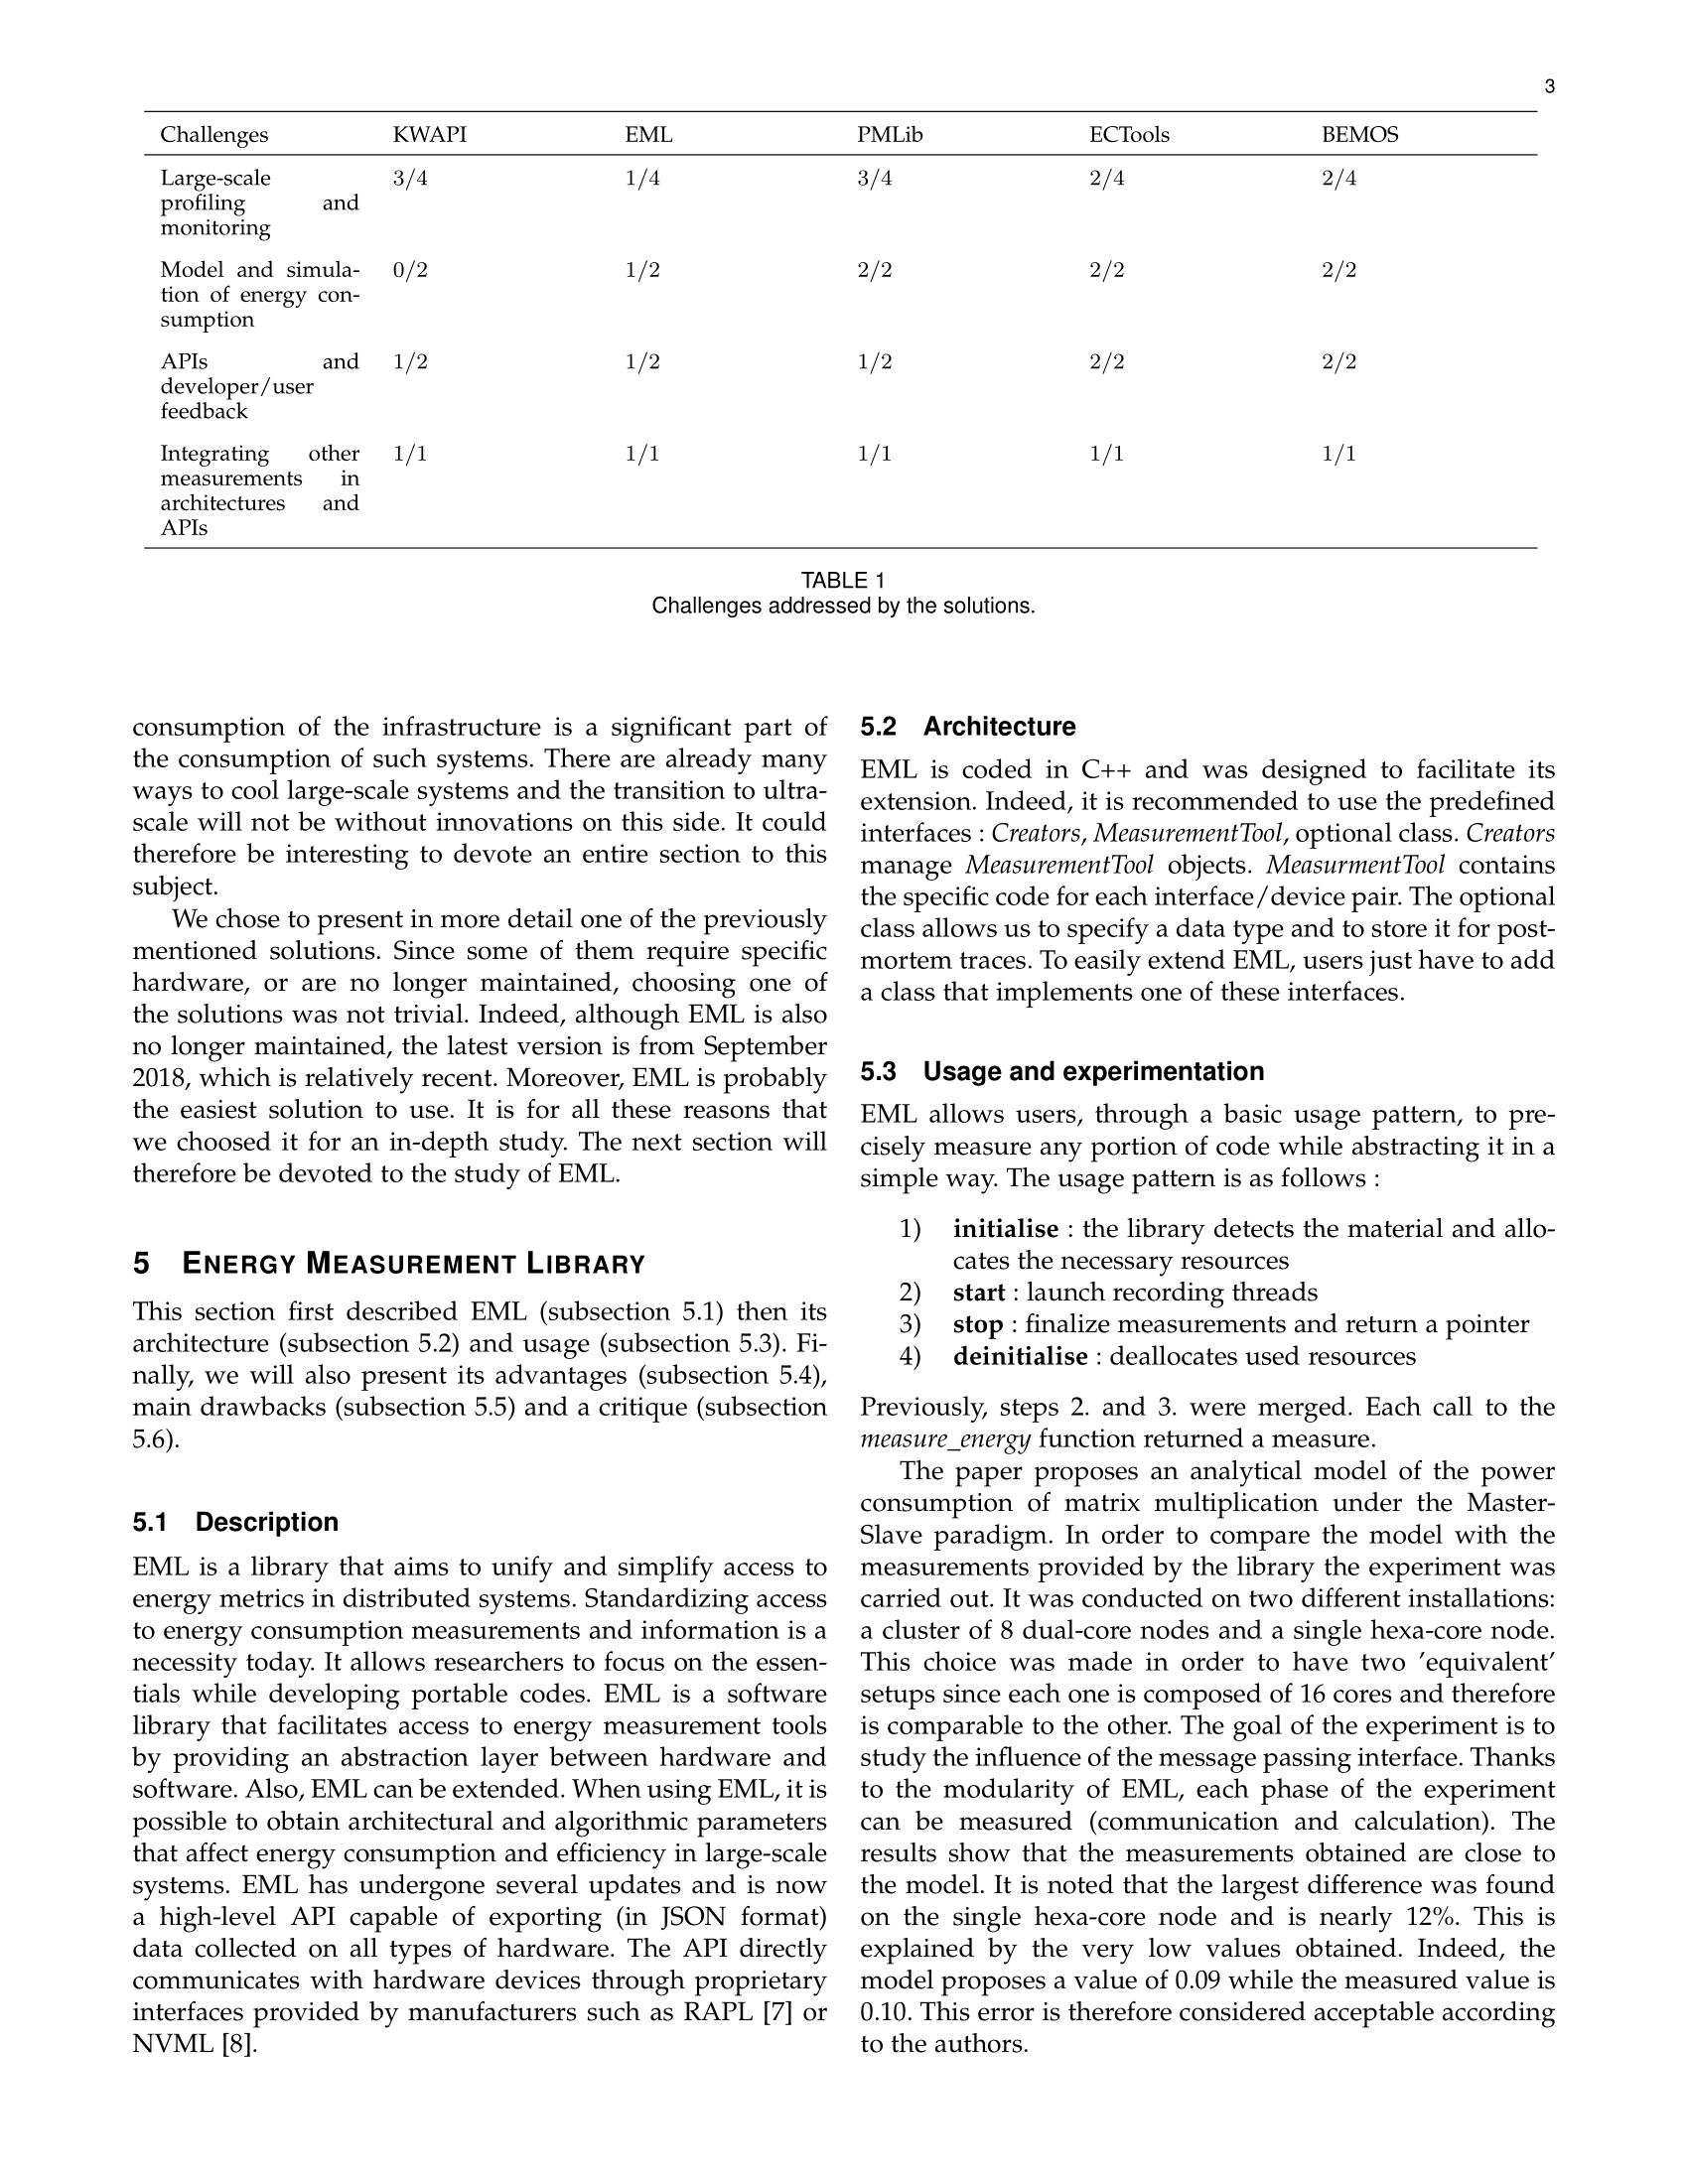 3
Challenges KWAPI EML PMLib ECTools BEMOS
Large-scale 3/4 1/4 3/4 2/4 2/4
profiling and
monitoring
Model and simula- 0/2 1/2 2/2 2/2 2/2
tion of energy con-
sumption
APIs and 1/2 1/2 1/2 2/2 2/2
developer/user
feedback
Integrating other 1/1 1/1 1/1 1/1 1/1
measurements in
architectures and
APIs
TABLE 1
Challenges addressed by the solutions.
consumption of the infrastructure is a significant part of
the consumption of such systems. There are already many
ways to cool large-scale systems and the transition to ultra-
scale will not be without innovations on this side. It could
therefore be interesting to devote an entire section to this
subject.
We chose to present in more detail one of the previously
mentioned solutions. Since some of them require specific
hardware, or are no longer maintained, choosing one of
the solutions was not trivial. Indeed, although EML is also
no longer maintained, the latest version is from September
2018, which is relatively recent. Moreover, EML is probably
the easiest solution to use. It is for all these reasons that
we choosed it for an in-depth study. The next section will
therefore be devoted to the study of EML.
5 ENERGY MEASUREMENT LIBRARY
This section first described EML (subsection 5.1) then its
architecture (subsection 5.2) and usage (subsection 5.3). Fi-
nally, we will also present its advantages (subsection 5.4),
main drawbacks (subsection 5.5) and a critique (subsection
5.6).
5.1 Description
EML is a library that aims to unify and simplify access to
energy metrics in distributed systems. Standardizing access
to energy consumption measurements and information is a
necessity today. It allows researchers to focus on the essen-
tials while developing portable codes. EML is a software
library that facilitates access to energy measurement tools
by providing an abstraction layer between hardware and
software. Also, EML can be extended. When using EML, it is
possible to obtain architectural and algorithmic parameters
that affect energy consumption and efficiency in large-scale
systems. EML has undergone several updates and is now
a high-level API capable of exporting (in JSON format)
data collected on all types of hardware. The API directly
communicates with hardware devices through proprietary
interfaces provided by manufacturers such as RAPL [7] or
NVML [8].
5.2 Architecture
EML is coded in C++ and was designed to facilitate its
extension. Indeed, it is recommended to use the predefined
interfaces : Creators, MeasurementTool, optional class. Creators
manage MeasurementTool objects. MeasurmentTool contains
the specific code for each interface/device pair. The optional
class allows us to specify a data type and to store it for post-
mortem traces. To easily extend EML, users just have to add
a class that implements one of these interfaces.
5.3 Usage and experimentation
EML allows users, through a basic usage pattern, to pre-
cisely measure any portion of code while abstracting it in a
simple way. The usage pattern is as follows :
1) initialise : the library detects the material and allo-
cates the necessary resources
2) start : launch recording threads
3) stop : finalize measurements and return a pointer
4) deinitialise : deallocates used resources
Previously, steps 2. and 3. were merged. Each call to the
measure_energy function returned a measure.
The paper proposes an analytical model of the power
consumption of matrix multiplication under the Master-
Slave paradigm. In order to compare the model with the
measurements provided by the library the experiment was
carried out. It was conducted on two different installations:
a cluster of 8 dual-core nodes and a single hexa-core node.
This choice was made in order to have two 'equivalent'
setups since each one is composed of 16 cores and therefore
is comparable to the other. The goal of the experiment is to
study the influence of the message passing interface. Thanks
to the modularity of EML, each phase of the experiment
can be measured (communication and calculation). The
results show that the measurements obtained are close to
the model. It is noted that the largest difference was found
on the single hexa-core node and is nearly 12%. This is
explained by the very low values obtained. Indeed, the
model proposes a value of 0.09 while the measured value is
0.10. This error is therefore considered acceptable according
to the authors.